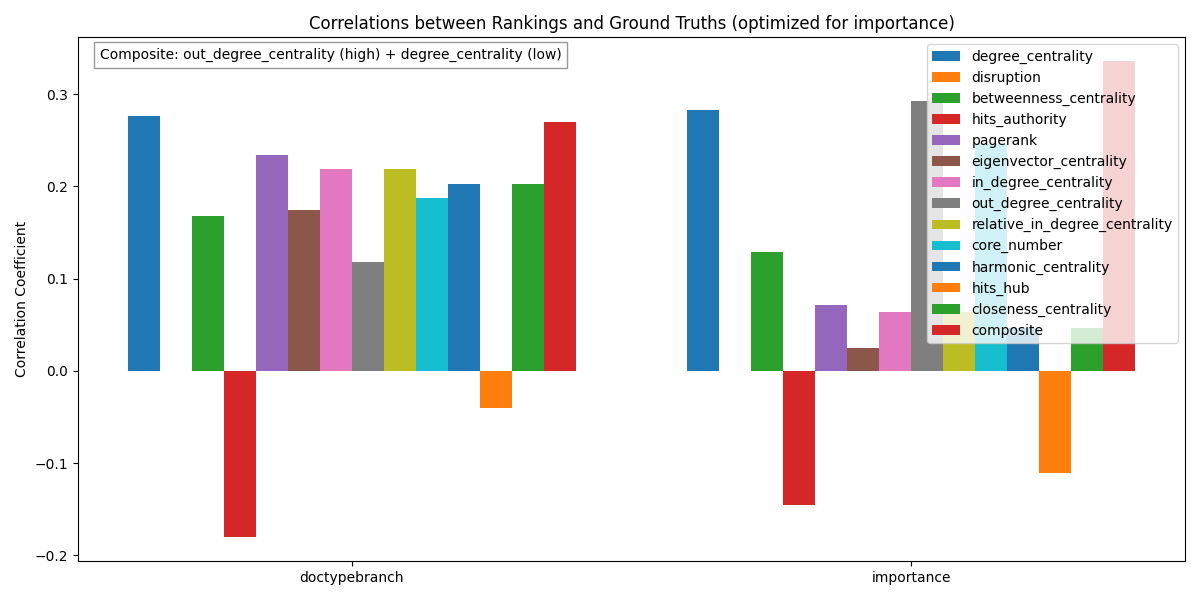 Correlations between Rankings and Ground Truths (optimized for importance)
Composite: out_degree_centrality (high) + degree_centrality (low)
degree_centrality
disruption
betweenness_centrality
hits_authority
pagerank
eigenvector_centrality
in_degree_centrality
out_degree_centrality
relative_in_degree_centrality
core_number
harmonic_centrality
hits_hub
closeness_centrality
composite
Correlation Coefficient
0.3
0.2
0.1
0.0
−0.1
−0.2
doctypebranch
importance